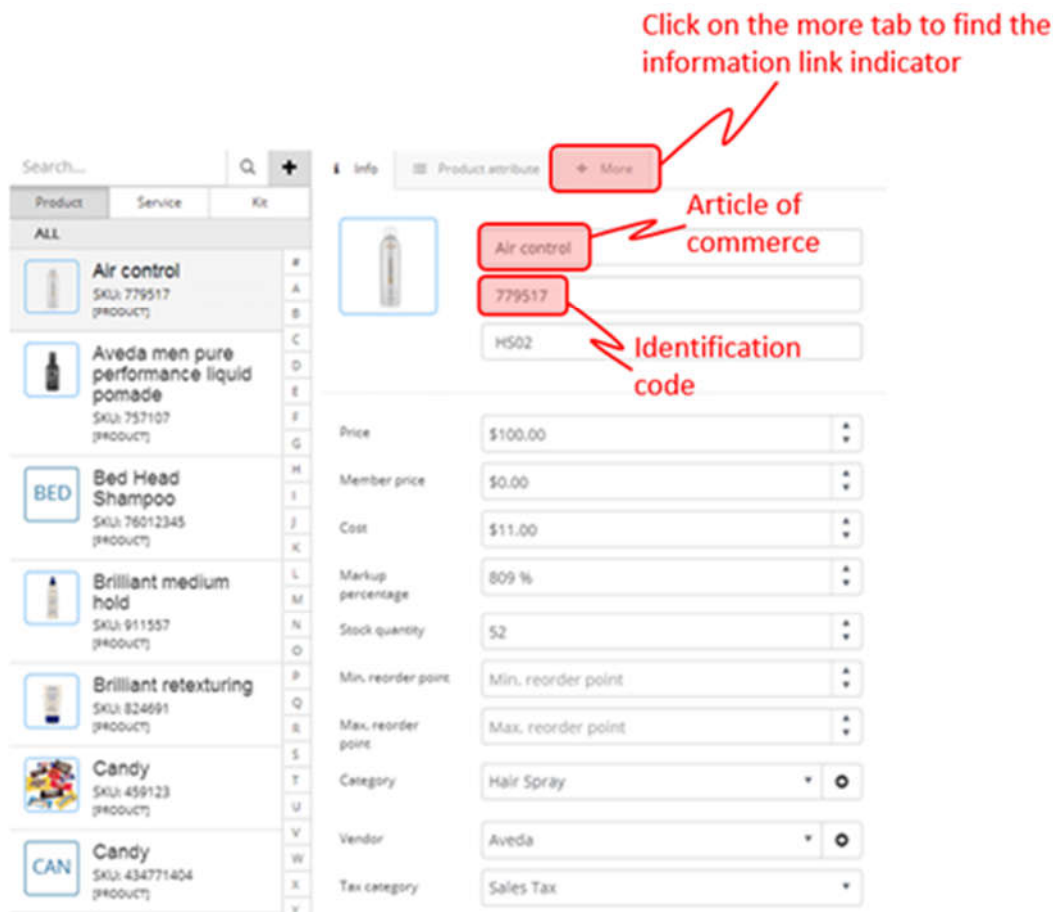 Click on the more tab to find the
information link indicator
Search...
Info
Product attribute
More
Product
Service
Kit
ALL
Air control
SKU: 779517
[PRODUCT]
Aveda men pure
performance liquid
pomade
SKU: 757107
[PRODUCT]
BED
Bed Head
Shampoo
SKU: 76012345
[PRODUCT]
Brilliant medium
hold
SKU: 911557
[PRODUCT]
Brilliant retexturing
SKU: 824691
[PRODUCT]
Candy
SKU: 459123
[PRODUCT]
CAN
Candy
SKU: 434771404
[PRODUCT]
#
A
B
C
D
E
F
G
H
I
J
K
L
M
N
O
P
Q
R
S
T
U
V
W
X
Y
Air control
Article of
commerce
779517
HS02
Identification
code
Price
$100.00
Member price
$0.00
Cost
$11.00
Markup
percentage
809 %
Stock quantity
52
Min. reorder point
Min. reorder point
Max. reorder
point
Max. reorder point
Category
Hair Spray
Vendor
Aveda
Tax category
Sales Tax